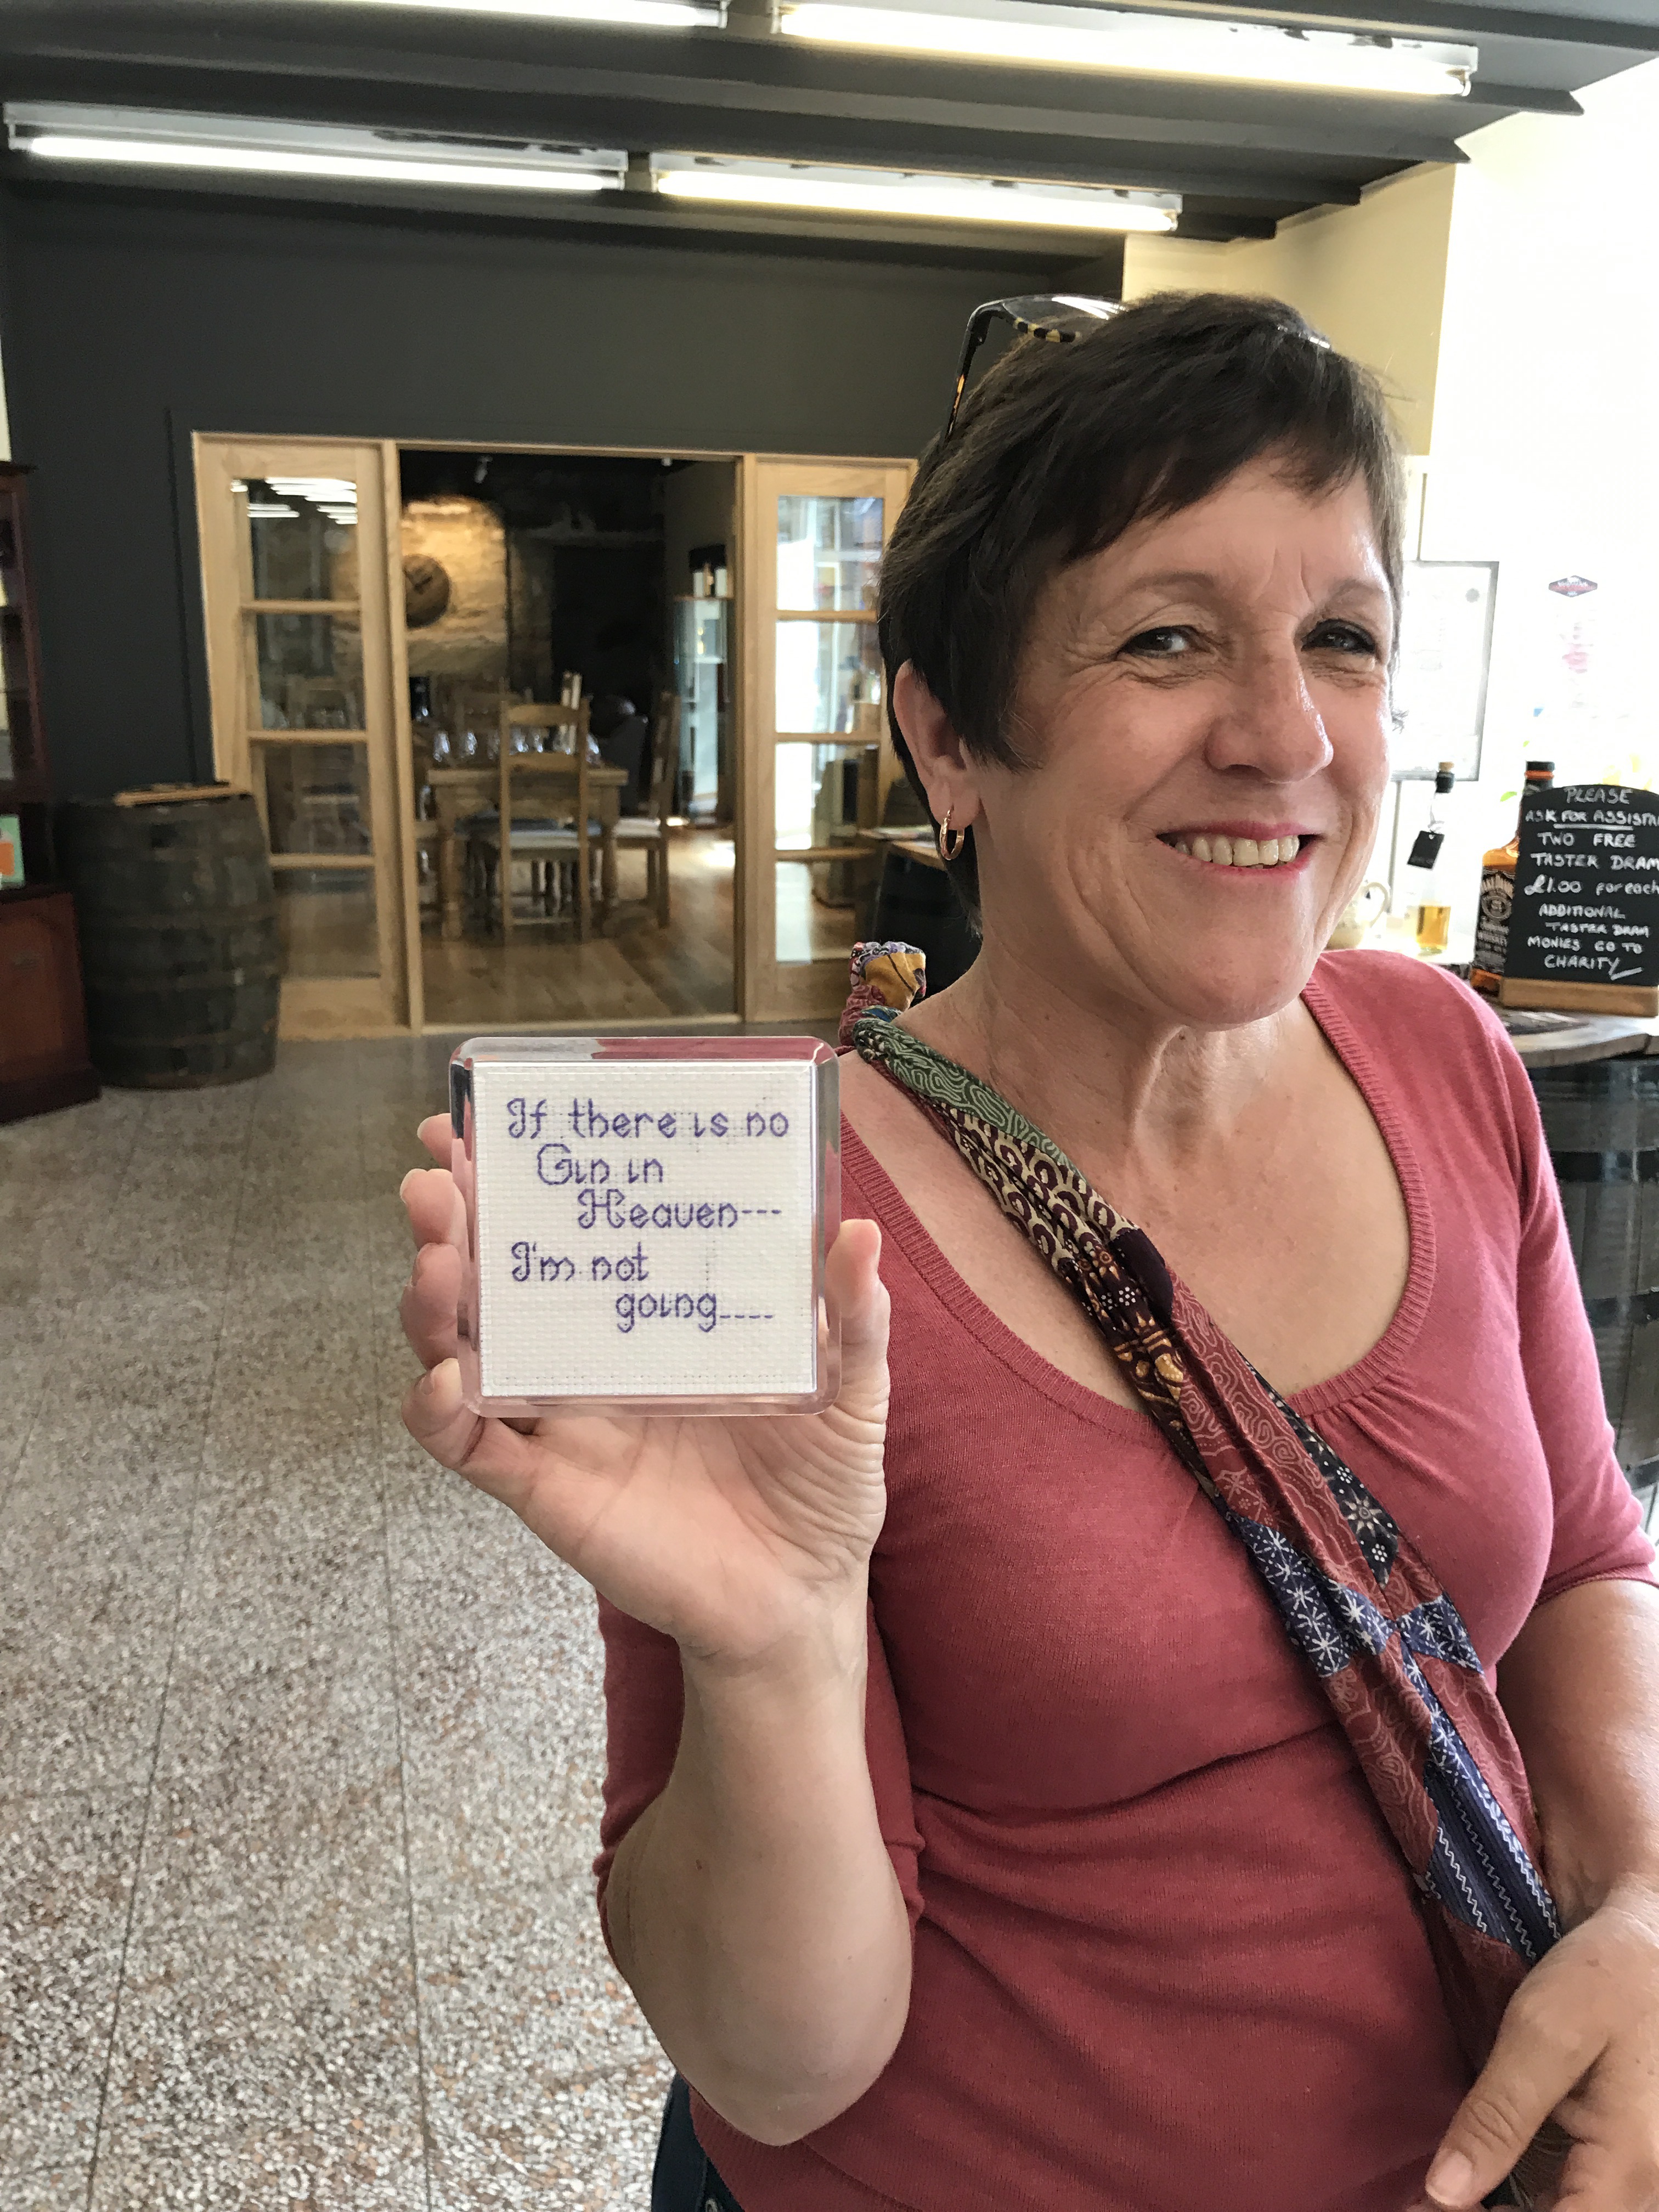 If there is no
Gin in
Heaven---
I'm not
going----
PLEASE
ASK FOR
TWO FREE
TASTER DRAM
£1.00 for each
ADDITIONAL
TASTER DRAM
MONIES GO TO
CHARITY